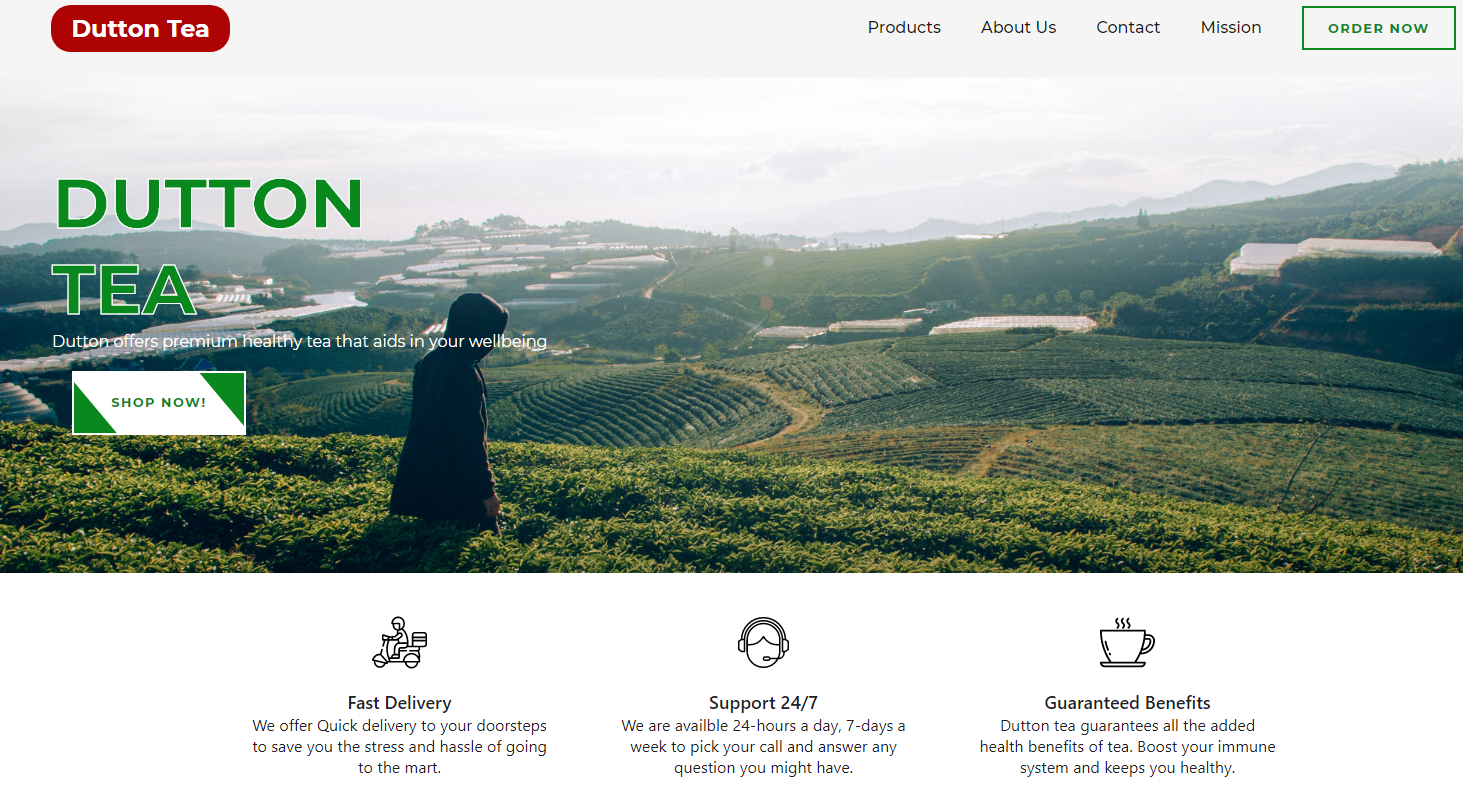 Dutton Tea
Products
About Us
Contact
Mission
ORDER NOW
DUTTON
TEA
Dutton offers premium healthy tea that aids in your wellbeing
SHOP NOW!
Fast Delivery
We offer Quick delivery to your doorsteps
to save you the stress and hassle of going
to the mart.
Support 24/7
We are availble 24-hours a day, 7-days a
week to pick your call and answer any
question you might have.
Guaranteed Benefits
Dutton tea guarantees all the added
health benefits of tea. Boost your immune
system and keeps you healthy.